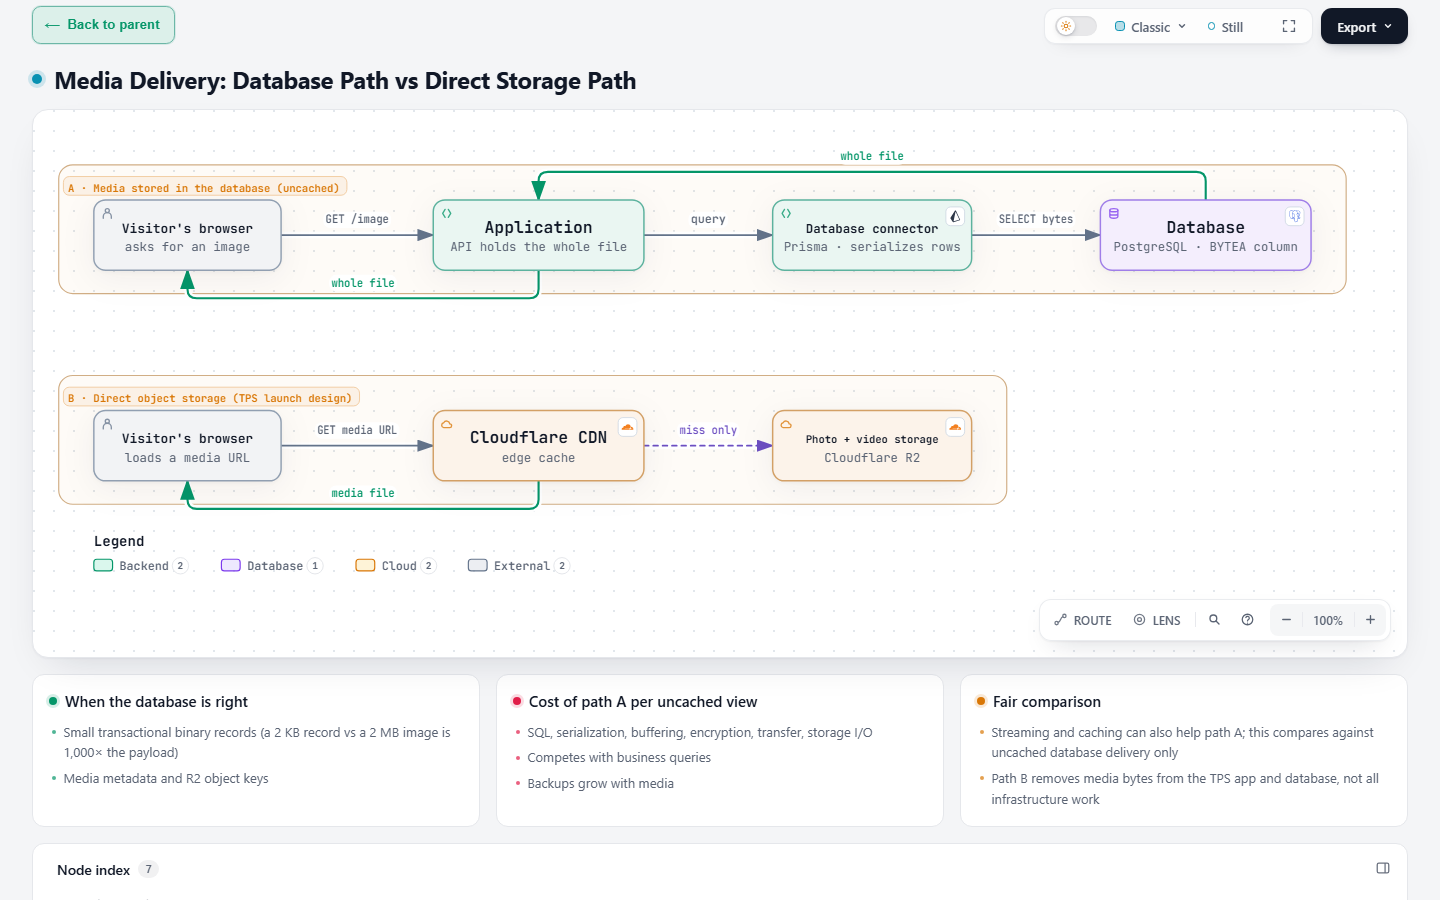 ← Back to parent
Classic
Still
Export
Media Delivery: Database Path vs Direct Storage Path
whole file
A · Media stored in the database (uncached)
Visitor's browser
asks for an image
GET /image
Application
API holds the whole file
query
Database connector
Prisma · serializes rows
SELECT bytes
Database
PostgreSQL · BYTEA column
whole file
B · Direct object storage (TPS launch design)
Visitor's browser
loads a media URL
GET media URL
Cloudflare CDN
edge cache
miss only
Photo + video storage
Cloudflare R2
media file
Legend
Backend 2
Database 1
Cloud 2
External 2
ROUTE
LENS
− 100% +
When the database is right
• Small transactional binary records (a 2 KB record vs a 2 MB image is
1,000× the payload)
• Media metadata and R2 object keys
Cost of path A per uncached view
• SQL, serialization, buffering, encryption, transfer, storage I/O
• Competes with business queries
• Backups grow with media
Fair comparison
• Streaming and caching can also help path A; this compares against
uncached database delivery only
• Path B removes media bytes from the TPS app and database, not all
infrastructure work
Node index 7